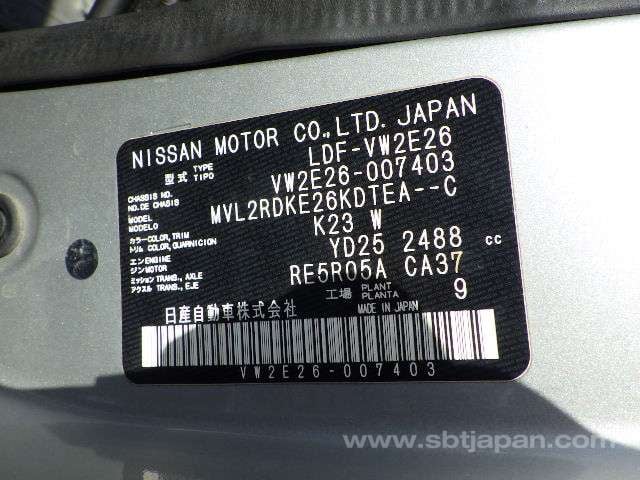 NISSAN MOTOR CO.,LTD. JAPAN
型式 TYPE TIPO LDF-VW2E26
CHASSIS NO. NO. DE CHASIS VW2E26-007403
MODEL MODELO MVL2RDKE26KDTEA--C
カラー COLOR, TRIM トリム COLOR, GUARNICION K23 W
エンジン ENGINE MOTOR YD25 2488 cc
ミッション TRANS., AXLE アクスル TRANS., EJE RE5R05A CA37
工場 PLANT PLANTA 9
日産自動車株式会社 MADE IN JAPAN
VW2E26-007403
www.sbtjapan.com